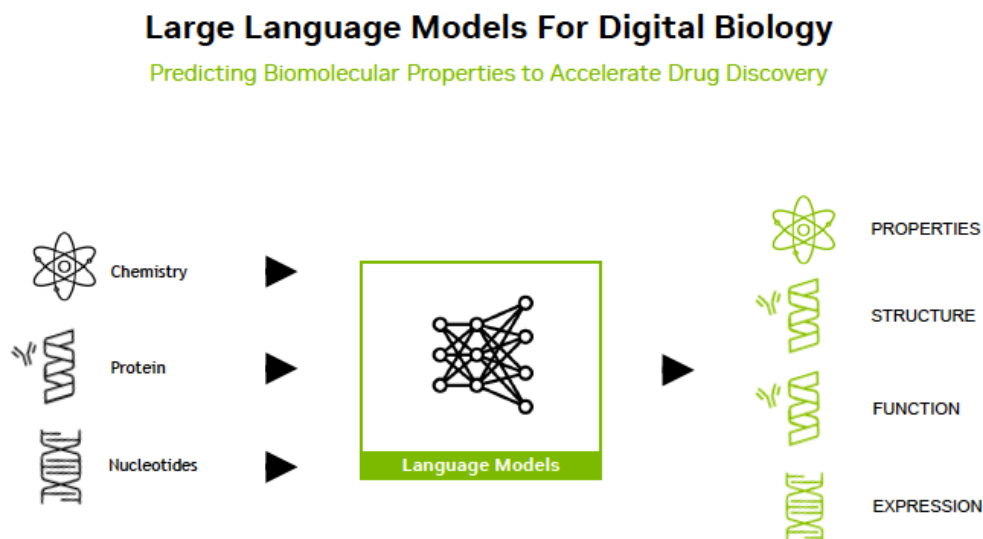 Large Language Models For Digital Biology
Predicting Biomolecular Properties to Accelerate Drug Discovery
Chemistry
Protein
Nucleotides
Language Models
PROPERTIES
STRUCTURE
FUNCTION
EXPRESSION